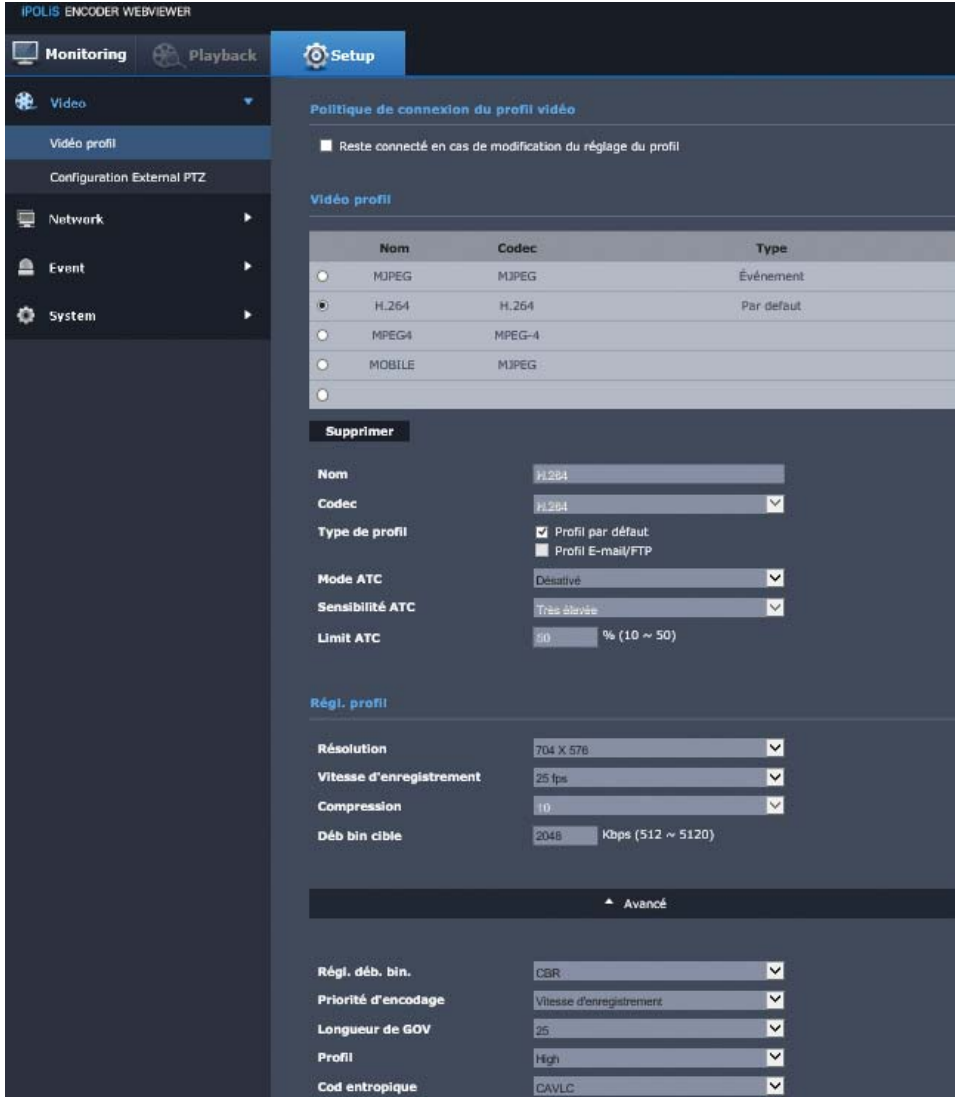 iPOLiS ENCODER WEBVIEWER
Monitoring Playback Setup
Video
Vidéo profil
Configuration External PTZ
Network
Event
System
Politique de connexion du profil vidéo
Reste connecté en cas de modification du réglage du profil
Vidéo profil
Nom Codec Type
MJPEG MJPEG Événement
H.264 H.264 Par defaut
MPEG4 MPEG-4
MOBILE MJPEG
Supprimer
Nom H.264
Codec H.264
Type de profil Profil par défaut
Profil E-mail/FTP
Mode ATC Désativé
Sensibilité ATC Très élevée
Limit ATC 50 % (10 ~ 50)
Régl. profil
Résolution 704 X 576
Vitesse d'enregistrement 25 fps
Compression 10
Déb bin cible 2048 Kbps (512 ~ 5120)
Avancé
Régl. déb. bin. CBR
Priorité d'encodage Vitesse d'enregistrement
Longueur de GOV 25
Profil High
Cod entropique CAVLC